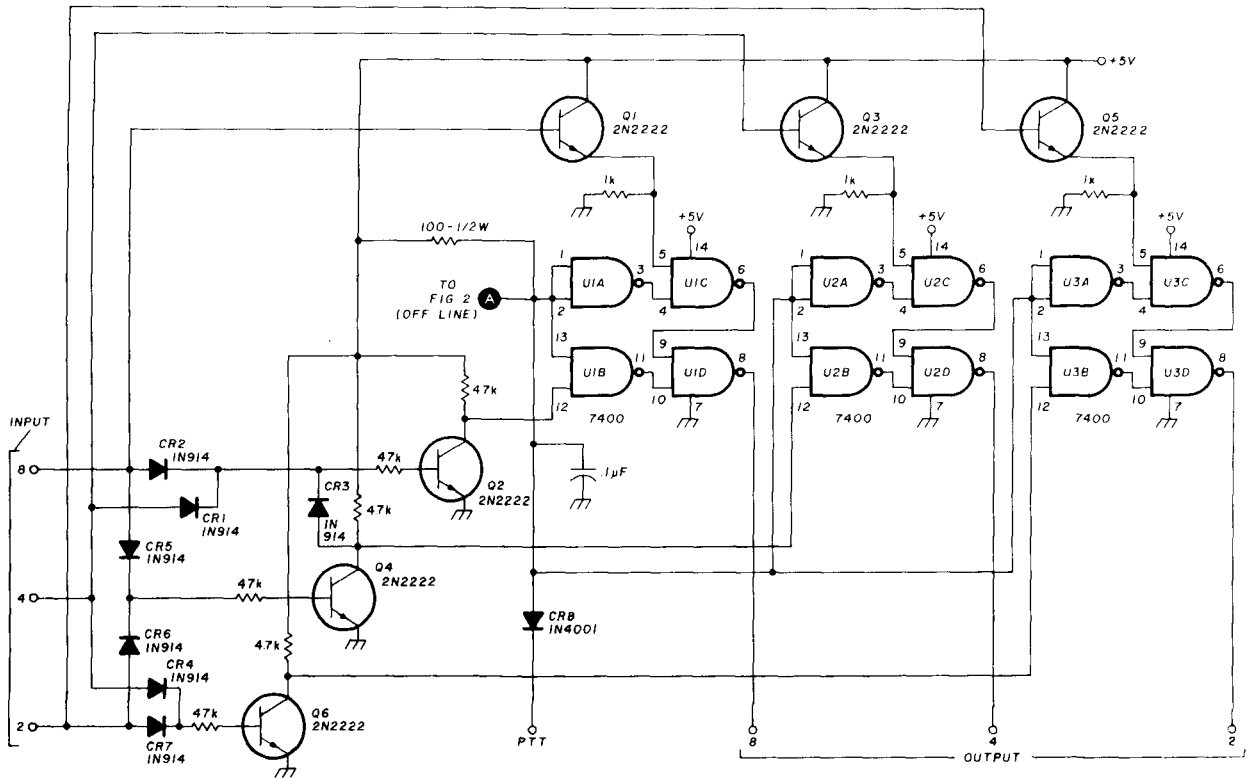 +5V
Q1
2N2222
Q3
2N2222
Q5
2N2222
1k
1k
1k
+5V
+5V
+5V
100-1/2W
TO
FIG 2
(OFF LINE)
A
1
2
U1A
3
5
4
14
U1C
6
1
2
U2A
3
5
4
14
U2C
6
1
2
U3A
3
5
4
14
U3C
6
13
12
U1B
11
9
10
U1D
8
7
7400
13
12
U2B
11
9
10
U2D
8
7
7400
13
12
U3B
11
9
10
U3D
8
7
7400
47k
INPUT
8
CR2
1N914
CR1
1N914
CR3
1N
914
47k
Q2
2N2222
.1µF
47k
CR5
1N914
4
47k
Q4
2N2222
CR6
1N914
CR4
1N914
4.7k
CR8
1N4001
2
47k
CR7
1N914
Q6
2N2222
PTT
8
4
2
OUTPUT